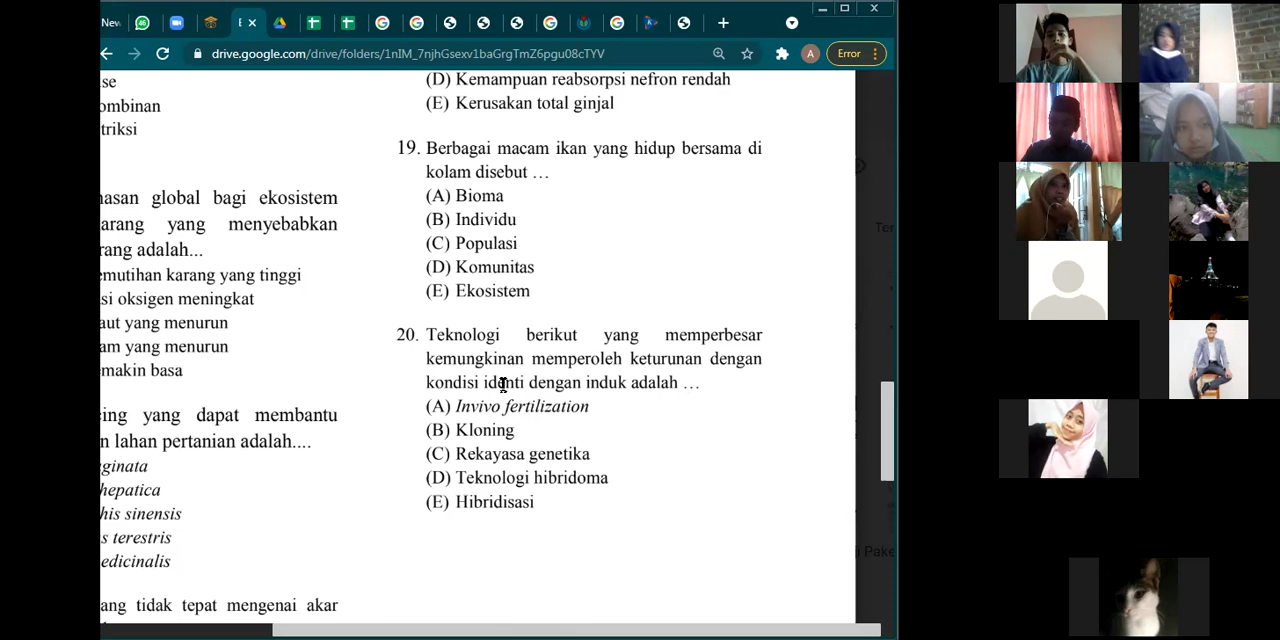 New
46
drive.google.com/drive/folders/1nIM_7njhGsexv1baGrgTmZ6pgu08cTYV
A
Error
ombinan
triksi
nasan global bagi ekosistem
arang yang menyebabkan
rang adalah...
emutihan karang yang tinggi
si oksigen meningkat
aut yang menurun
am yang menurun
makin basa
cing yang dapat membantu
n lahan pertanian adalah....
ginata
hepatica
his sinensis
s terestris
edicinalis
ang tidak tepat mengenai akar
(D) Kemampuan reabsorpsi nefron rendah
(E) Kerusakan total ginjal
19. Berbagai macam ikan yang hidup bersama di
kolam disebut …
(A) Bioma
(B) Individu
(C) Populasi
(D) Komunitas
(E) Ekosistem
20. Teknologi berikut yang memperbesar
kemungkinan memperoleh keturunan dengan
kondisi identi dengan induk adalah …
(A) Invivo fertilization
(B) Kloning
(C) Rekayasa genetika
(D) Teknologi hibridoma
(E) Hibridisasi